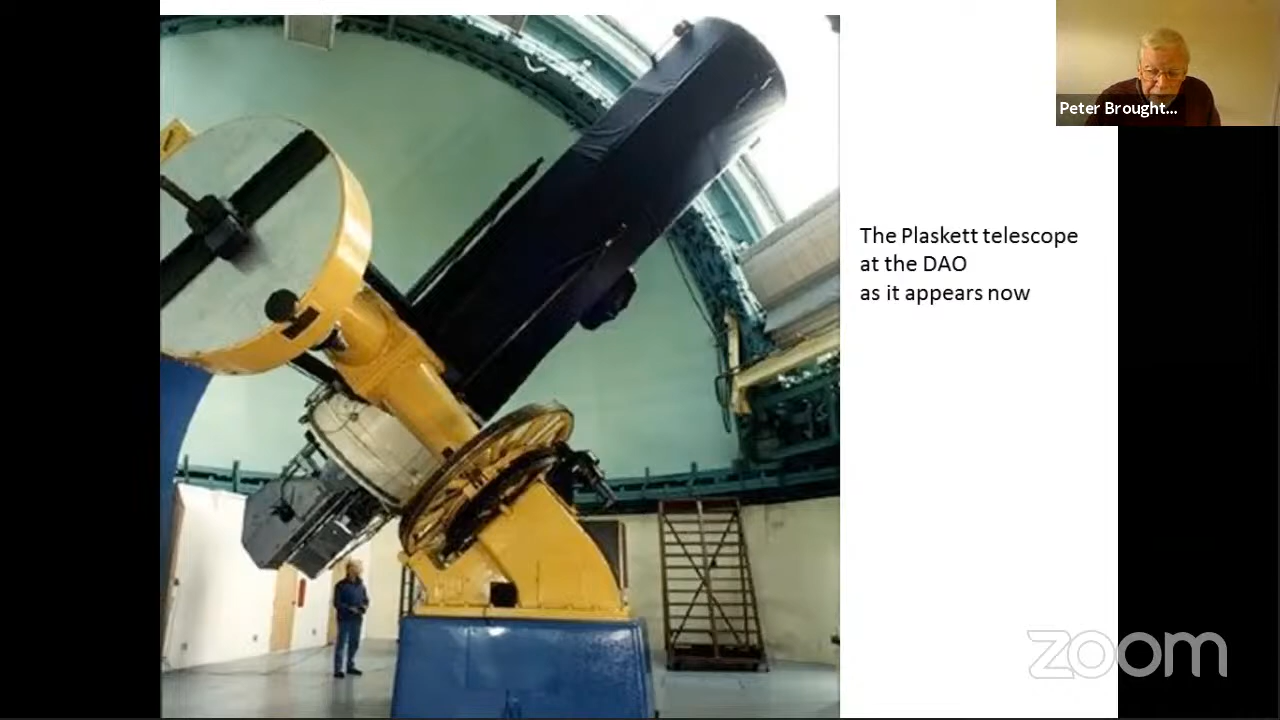 Peter Brought...
The Plaskett telescope
at the DAO
as it appears now
zoom